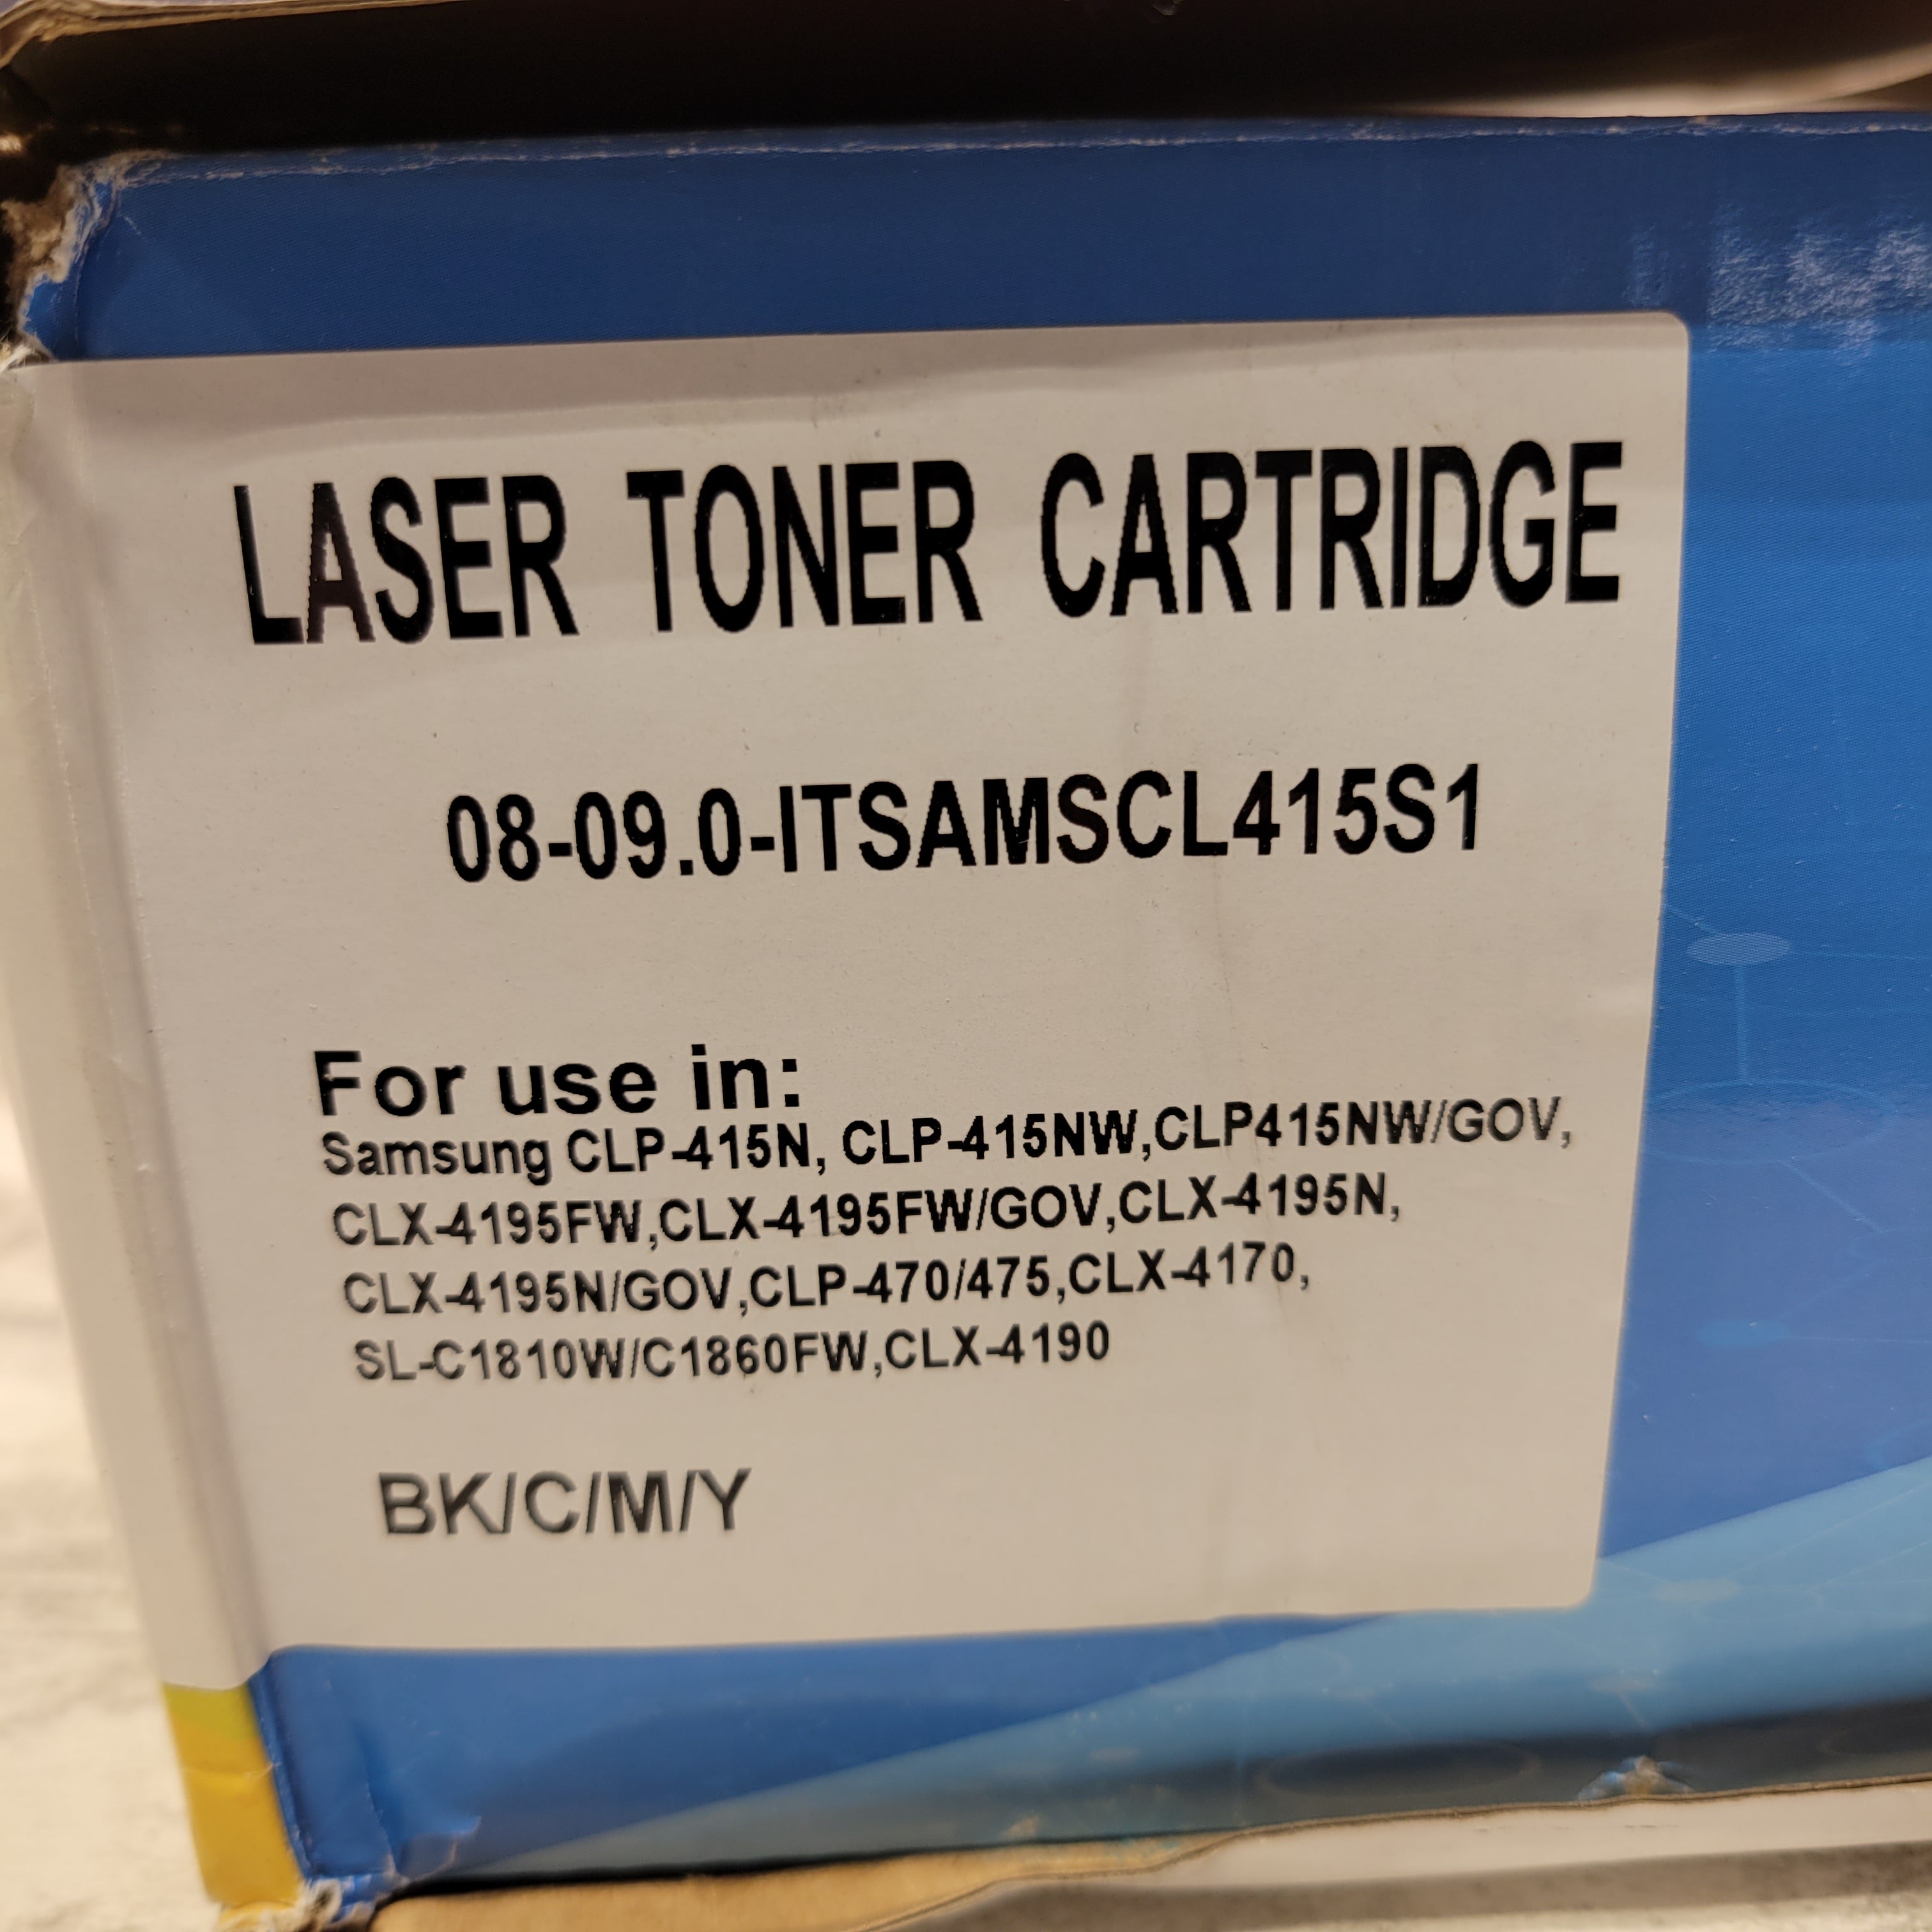 LASER TONER CARTRIDGE
08-09.0-ITSAMSCL415S1
For use in:
Samsung CLP-415N, CLP-415NW,CLP415NW/GOV,
CLX-4195FW,CLX-4195FW/GOV,CLX-4195N,
CLX-4195N/GOV,CLP-470/475,CLX-4170,
SL-C1810W/C1860FW,CLX-4190
BK/C/M/Y